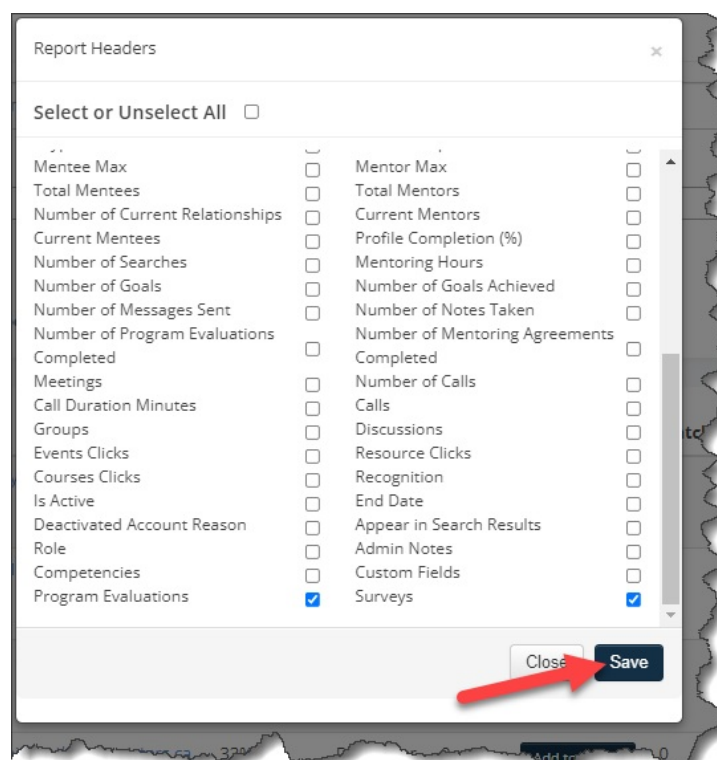 Report Headers ×
Select or Unselect All
Mentee Max Mentor Max
Total Mentees Total Mentors
Number of Current Relationships Current Mentors
Current Mentees Profile Completion (%)
Number of Searches Mentoring Hours
Number of Goals Number of Goals Achieved
Number of Messages Sent Number of Notes Taken
Number of Program Evaluations Number of Mentoring Agreements
Completed Completed
Meetings Number of Calls
Call Duration Minutes Calls
Groups Discussions
Events Clicks Resource Clicks
Courses Clicks Recognition
Is Active End Date
Deactivated Account Reason Appear in Search Results
Role Admin Notes
Competencies Custom Fields
Program Evaluations Surveys
Close Save